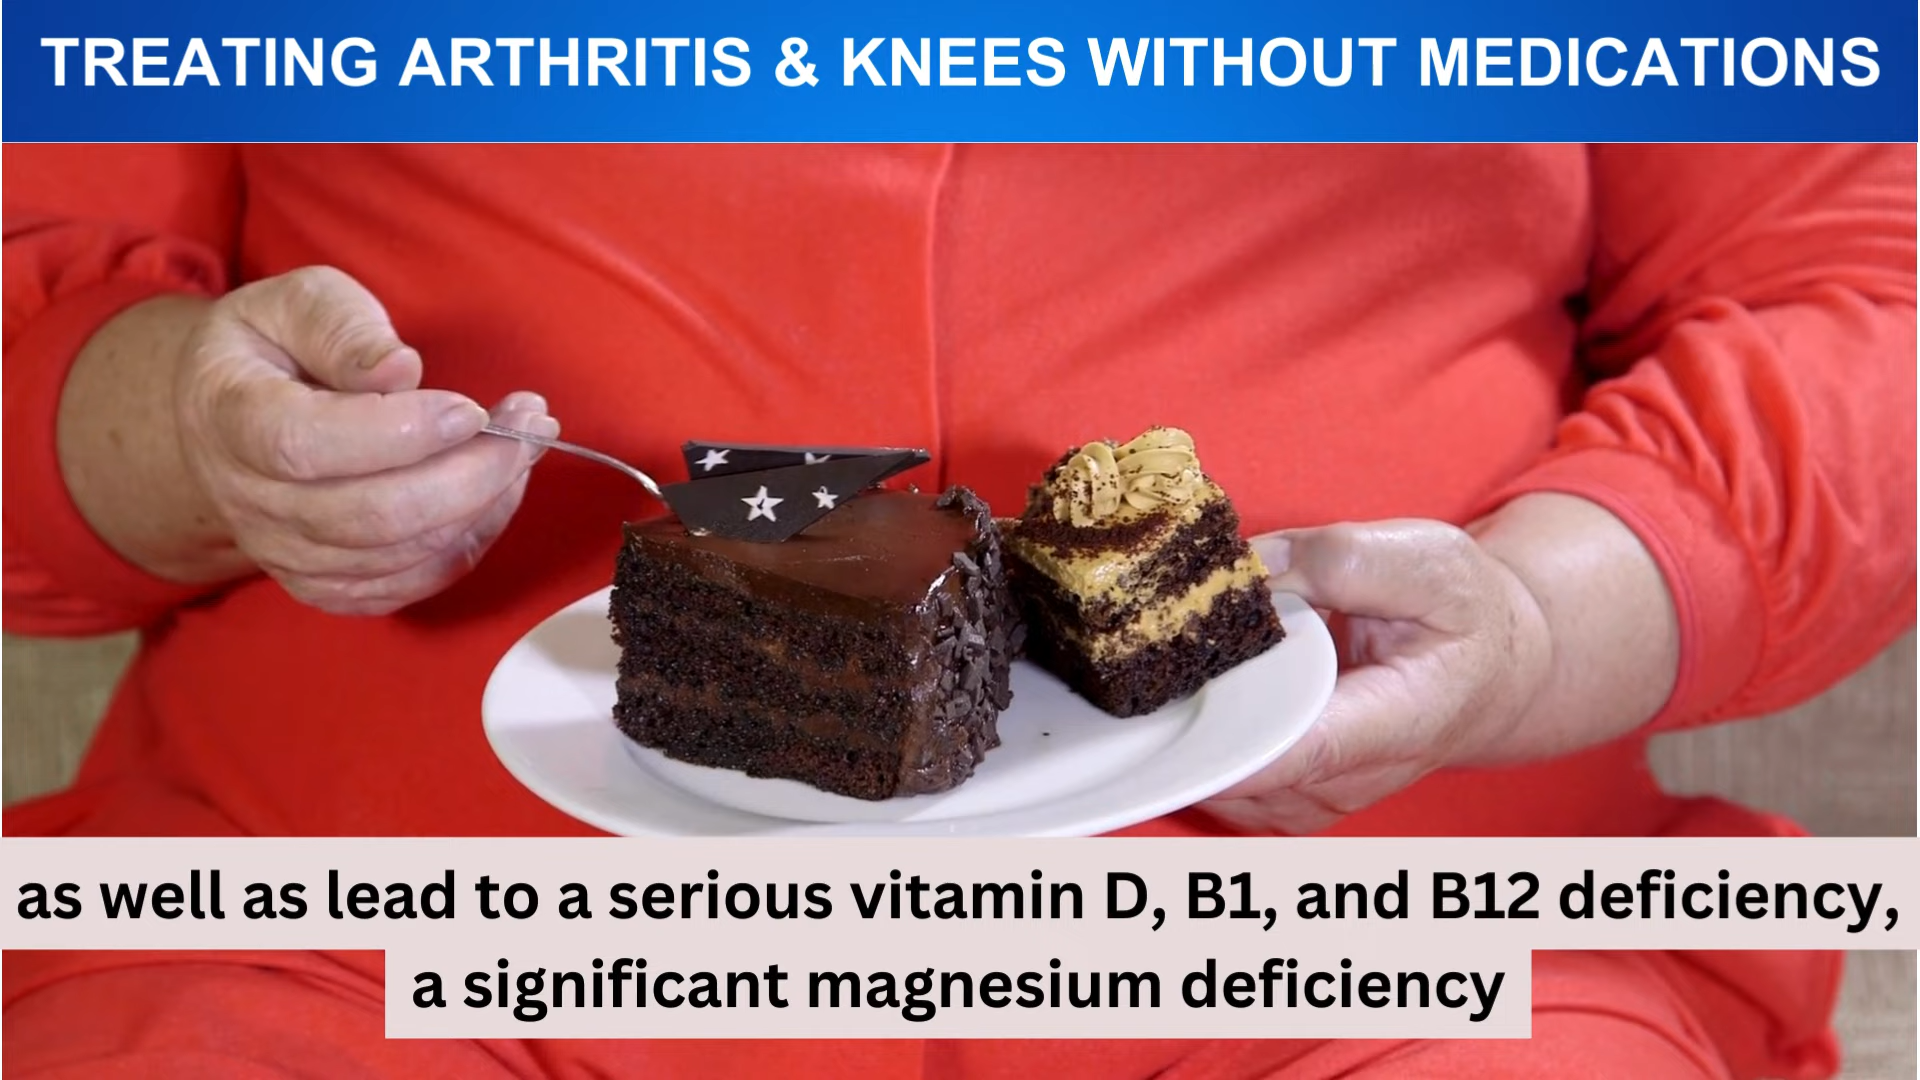 TREATING ARTHRITIS & KNEES WITHOUT MEDICATIONS
as well as lead to a serious vitamin D, B1, and B12 deficiency,
a significant magnesium deficiency